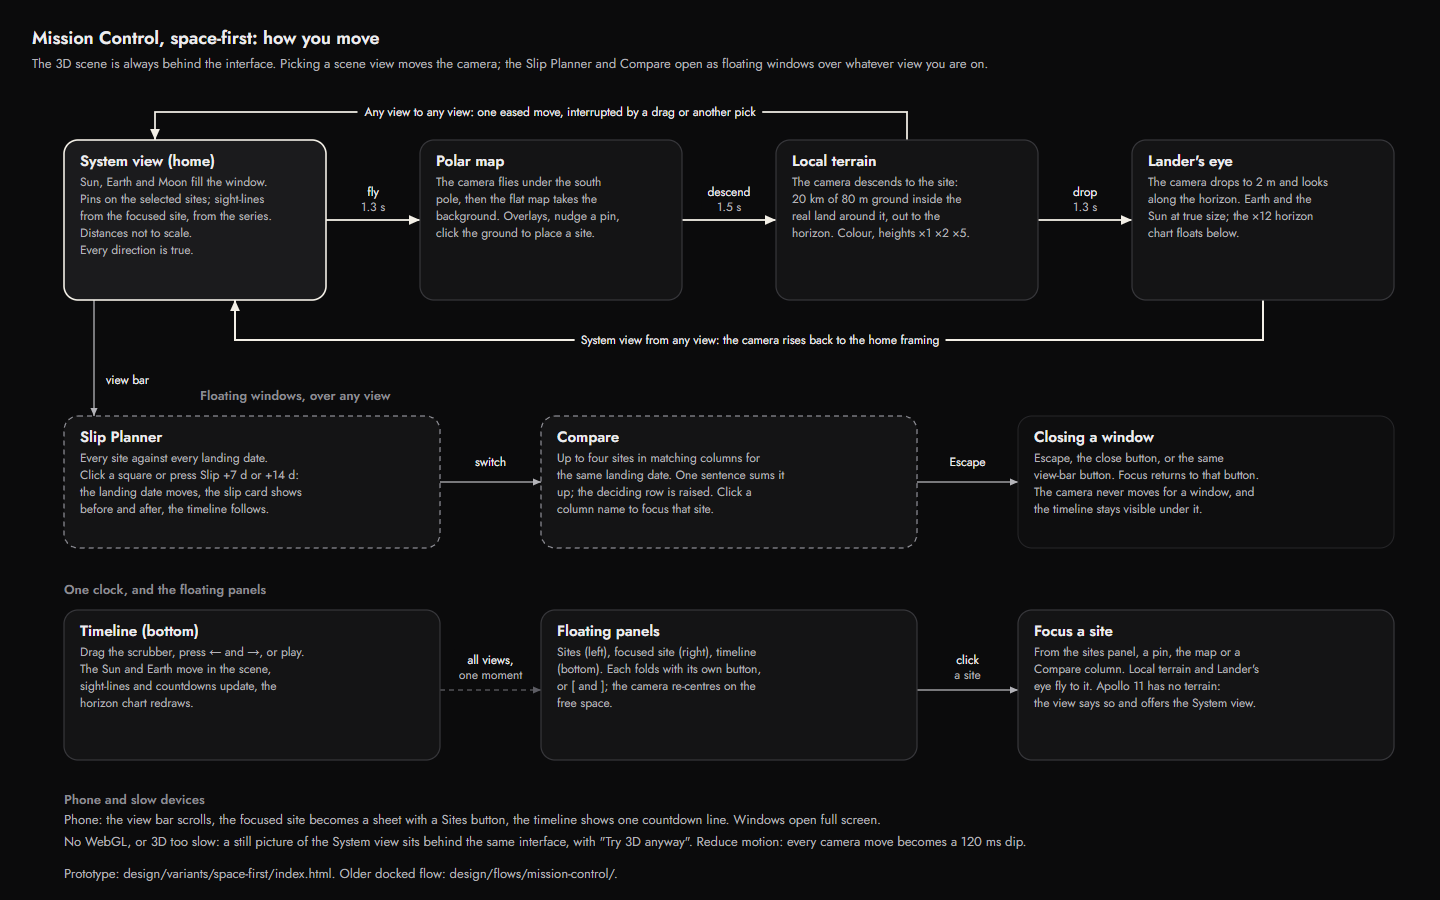 Mission Control, space-first: how you move
The 3D scene is always behind the interface. Picking a scene view moves the camera; the Slip Planner and Compare open as floating windows over whatever view you are on.
Any view to any view: one eased move, interrupted by a drag or another pick
System view (home)
Sun, Earth and Moon fill the window.
Pins on the selected sites; sight-lines
from the focused site, from the series.
Distances not to scale.
Every direction is true.
fly
1.3 s
Polar map
The camera flies under the south
pole, then the flat map takes the
background. Overlays, nudge a pin,
click the ground to place a site.
descend
1.5 s
Local terrain
The camera descends to the site:
20 km of 80 m ground inside the
real land around it, out to the
horizon. Colour, heights ×1 ×2 ×5.
drop
1.3 s
Lander's eye
The camera drops to 2 m and looks
along the horizon. Earth and the
Sun at true size; the ×12 horizon
chart floats below.
System view from any view: the camera rises back to the home framing
view bar
Floating windows, over any view
Slip Planner
Every site against every landing date.
Click a square or press Slip +7 d or +14 d:
the landing date moves, the slip card shows
before and after, the timeline follows.
switch
Compare
Up to four sites in matching columns for
the same landing date. One sentence sums it
up; the deciding row is raised. Click a
column name to focus that site.
Escape
Closing a window
Escape, the close button, or the same
view-bar button. Focus returns to that button.
The camera never moves for a window, and
the timeline stays visible under it.
One clock, and the floating panels
Timeline (bottom)
Drag the scrubber, press ← and →, or play.
The Sun and Earth move in the scene,
sight-lines and countdowns update, the
horizon chart redraws.
all views,
one moment
Floating panels
Sites (left), focused site (right), timeline
(bottom). Each folds with its own button,
or [ and ]; the camera re-centres on the
free space.
click
a site
Focus a site
From the sites panel, a pin, the map or a
Compare column. Local terrain and Lander's
eye fly to it. Apollo 11 has no terrain:
the view says so and offers the System view.
Phone and slow devices
Phone: the view bar scrolls, the focused site becomes a sheet with a Sites button, the timeline shows one countdown line. Windows open full screen.
No WebGL, or 3D too slow: a still picture of the System view sits behind the same interface, with "Try 3D anyway". Reduce motion: every camera move becomes a 120 ms dip.
Prototype: design/variants/space-first/index.html. Older docked flow: design/flows/mission-control/.